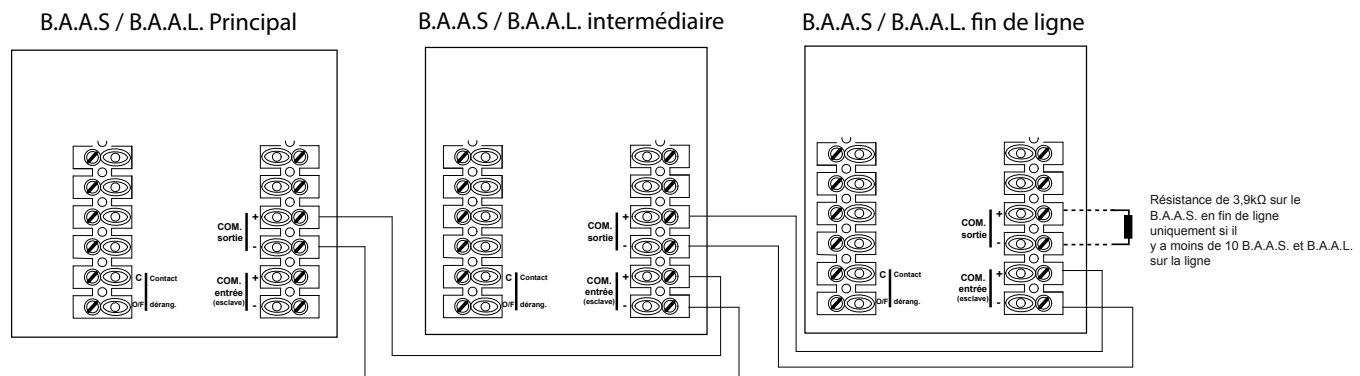 B.A.A.S / B.A.A.L. Principal
B.A.A.S / B.A.A.L. intermédiaire
B.A.A.S / B.A.A.L. fin de ligne
COM.
sortie
+
-
C
Contact
O/F
dérang.
COM.
entrée
(esclave)
+
-
COM.
sortie
+
-
C
Contact
O/F
dérang.
COM.
entrée
(esclave)
+
-
COM.
sortie
+
-
C
Contact
O/F
dérang.
COM.
entrée
(esclave)
+
-
Résistance de 3,9kΩ sur le
B.A.A.S. en fin de ligne
uniquement si il
y a moins de 10 B.A.A.S. et B.A.A.L.
sur la ligne